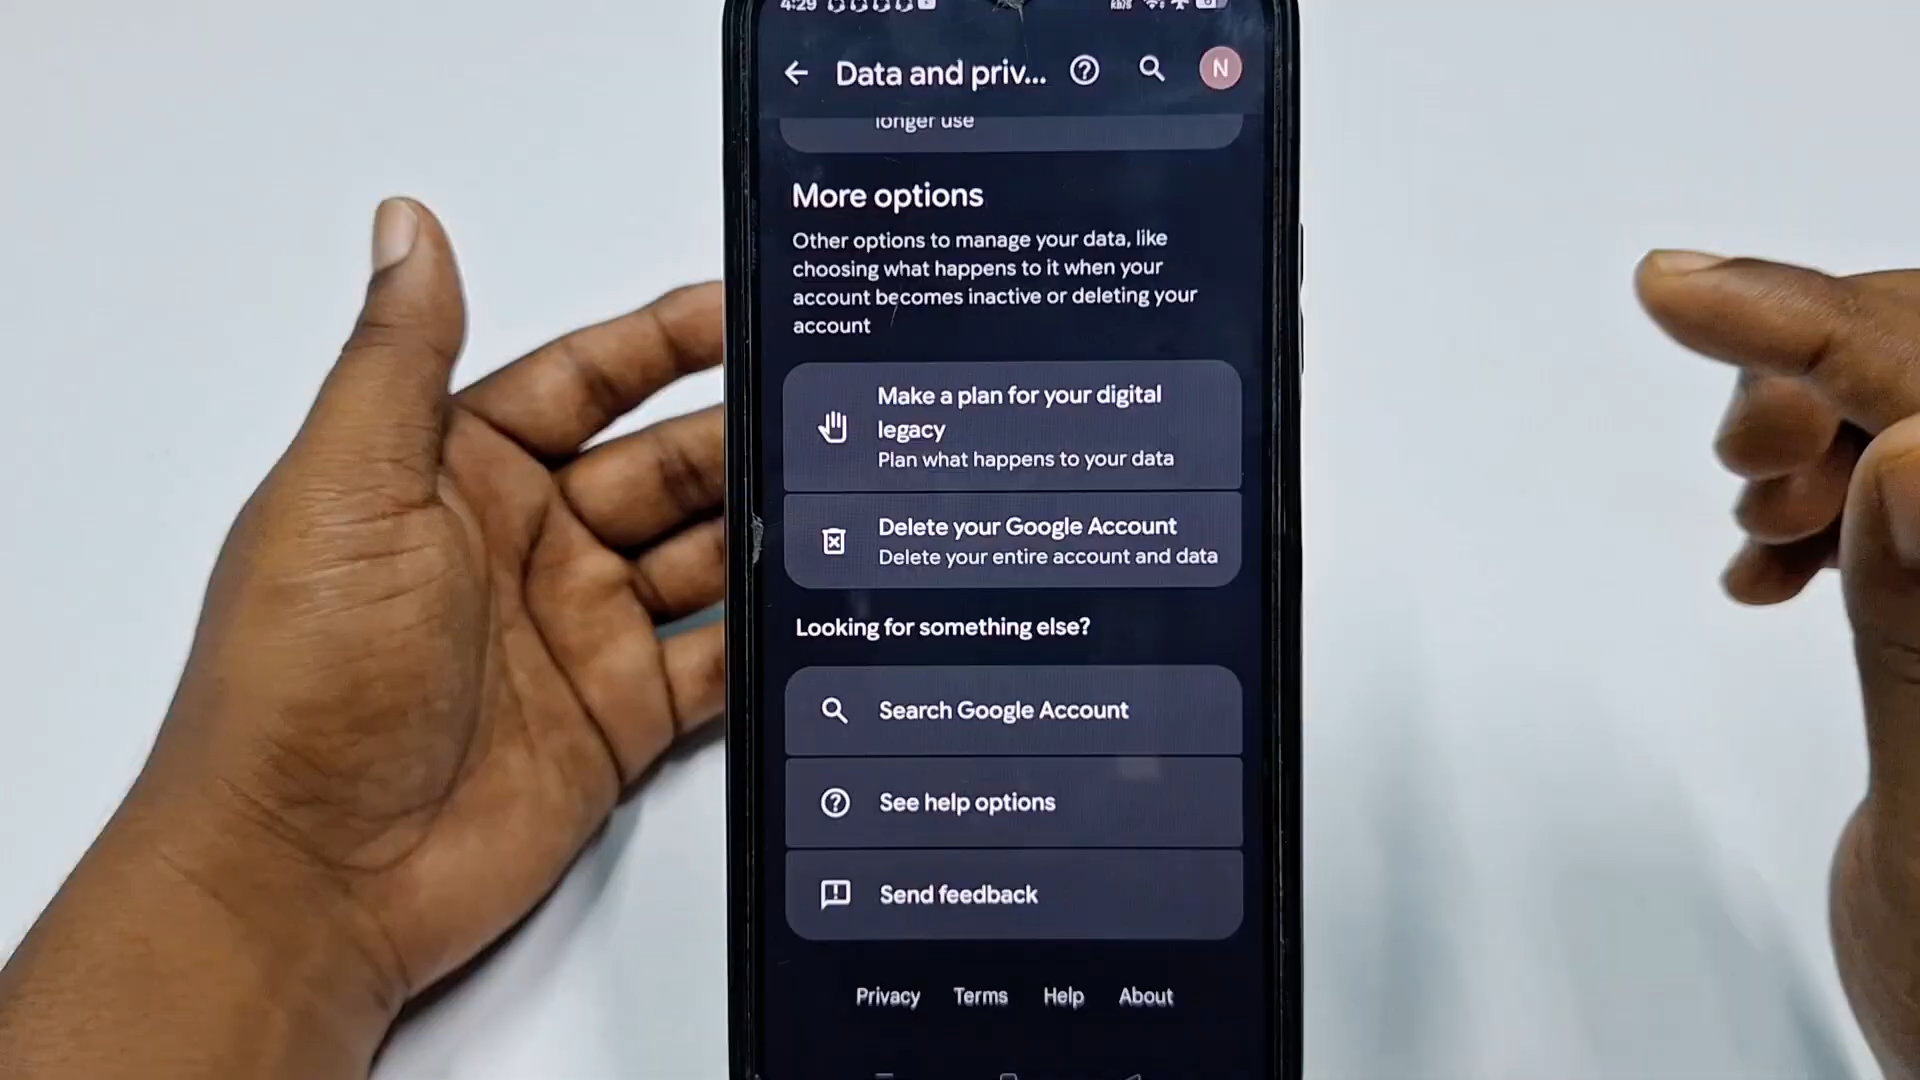 4:29
Data and priv...
N
longer use
More options
Other options to manage your data, like
choosing what happens to it when your
account becomes inactive or deleting your
account
Make a plan for your digital
legacy
Plan what happens to your data
Delete your Google Account
Delete your entire account and data
Looking for something else?
Search Google Account
See help options
Send feedback
Privacy Terms Help About